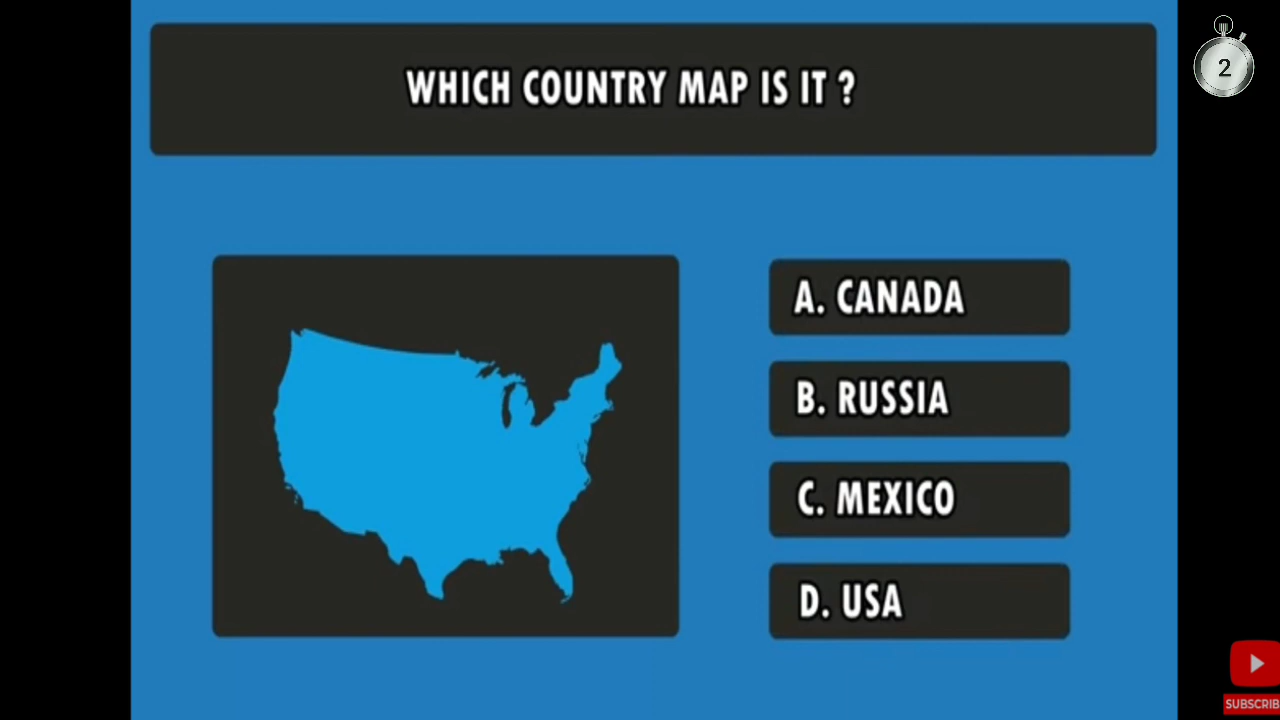 WHICH COUNTRY MAP IS IT ?
2
A. CANADA
B. RUSSIA
C. MEXICO
D. USA
SUBSCRIB